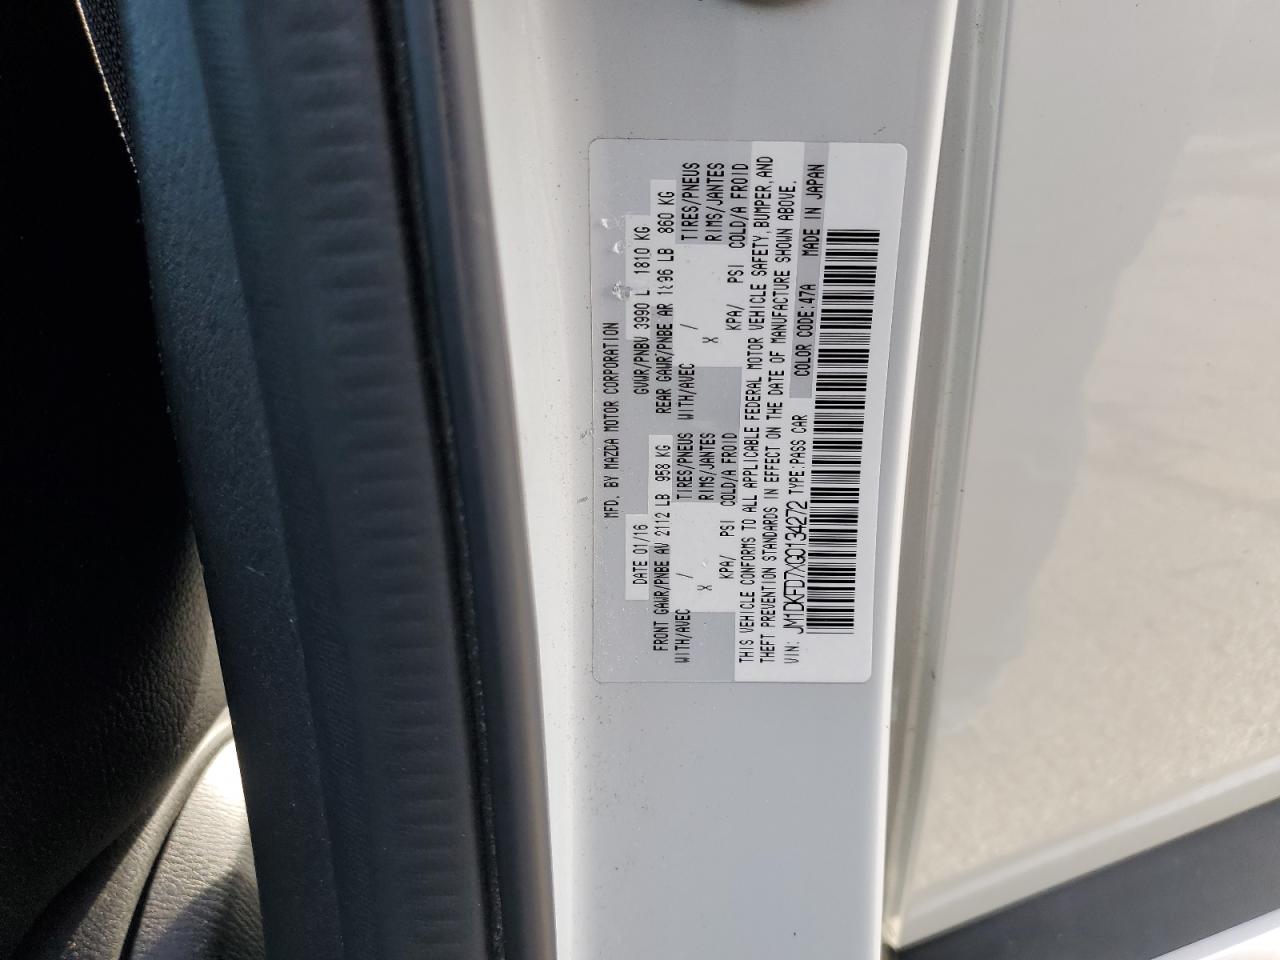 MFD. BY MAZDA MOTOR CORPORATION
DATE 01/16 GVWR/PNBV 3990 L 1810 KG
FRONT GAWR/PNBE AV 2112 LB 958 KG REAR GAWR/PNBE AR LB 860 KG
WITH/AVEC / TIRES/PNEUS WITH/AVEC / TIRES/PNEUS
X RIMS/JANTES X RIMS/JANTES
KPA/ PSI COLD/A FROID KPA/ PSI COLD/A FROID
THIS VEHICLE CONFORMS TO ALL APPLICABLE FEDERAL MOTOR VEHICLE SAFETY, BUMPER, AND
THEFT PREVENTION STANDARDS IN EFFECT ON THE DATE OF MANUFACTURE SHOWN ABOVE.
VIN: JM1DKFD7XG0134272 TYPE:PASS CAR COLOR CODE:47A MADE IN JAPAN